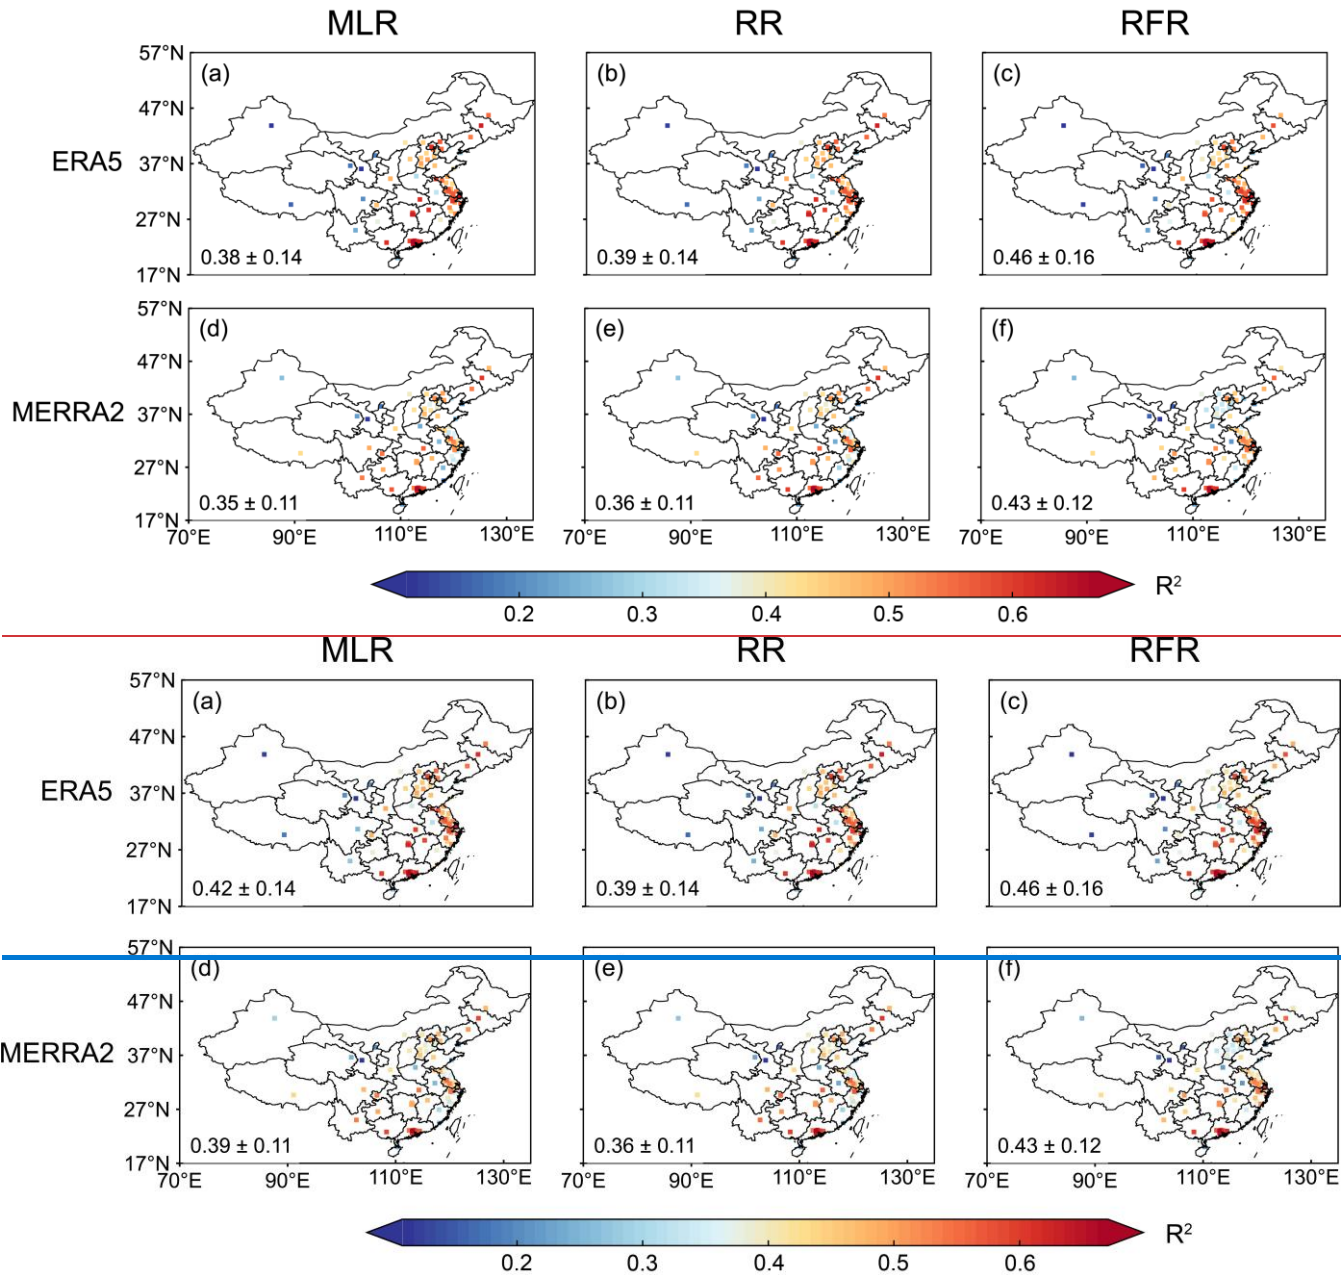 MLR RR RFR
57°N
(a) (b) (c)
47°N
ERA5
37°N
27°N
0.38 ± 0.14 0.39 ± 0.14 0.46 ± 0.16
17°N
57°N
(d) (e) (f)
47°N
MERRA2
37°N
27°N
0.35 ± 0.11 0.36 ± 0.11 0.43 ± 0.12
17°N
70°E 90°E 110°E 130°E 70°E 90°E 110°E 130°E 70°E 90°E 110°E 130°E
R²
0.2 0.3 0.4 0.5 0.6
MLR RR RFR
57°N
(a) (b) (c)
47°N
ERA5
37°N
27°N
0.42 ± 0.14 0.39 ± 0.14 0.46 ± 0.16
17°N
57°N
(d) (e) (f)
47°N
MERRA2
37°N
27°N
0.39 ± 0.11 0.36 ± 0.11 0.43 ± 0.12
17°N
70°E 90°E 110°E 130°E 70°E 90°E 110°E 130°E 70°E 90°E 110°E 130°E
R²
0.2 0.3 0.4 0.5 0.6